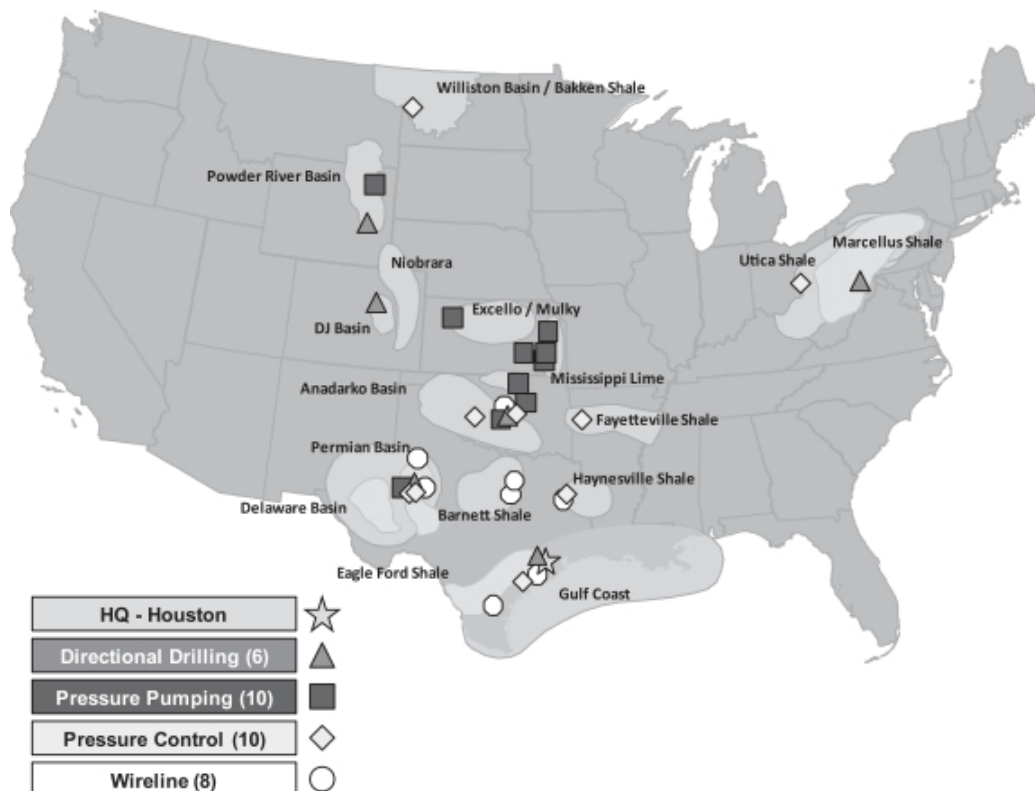 Williston Basin / Bakken Shale
Powder River Basin
Marcellus Shale
Utica Shale
Niobrara
Excello / Mulky
DJ Basin
Mississippi Lime
Anadarko Basin
Fayetteville Shale
Permian Basin
Haynesville Shale
Delaware Basin
Barnett Shale
Eagle Ford Shale
Gulf Coast
HQ - Houston
Directional Drilling (6)
Pressure Pumping (10)
Pressure Control (10)
Wireline (8)